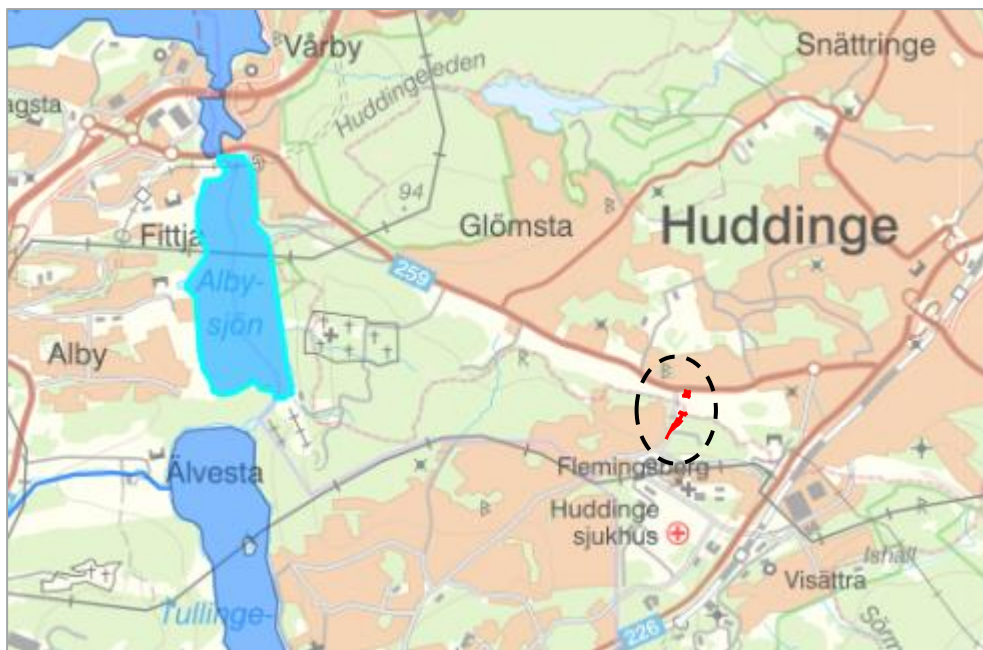 Vårby
Snättringe
agsta
Huddingeleden
94
Glömsta
Huddinge
Fittja
259
Alby-
sjön
Alby
Älvesta
Flemingsberg
Huddinge
sjukhus
Ishall
Visättra
Tullinge-
226
Sörm